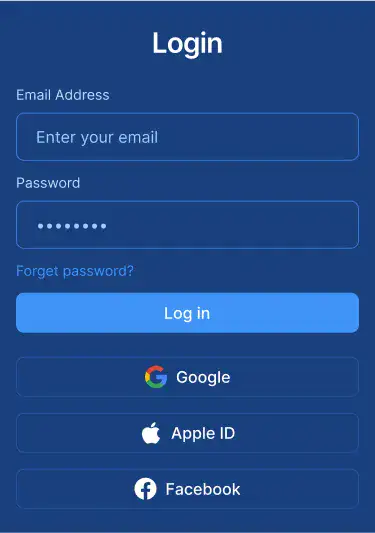 Login
Email Address
Enter your email
Password
••••••••
Forget password?
Log in
Google
Apple ID
Facebook